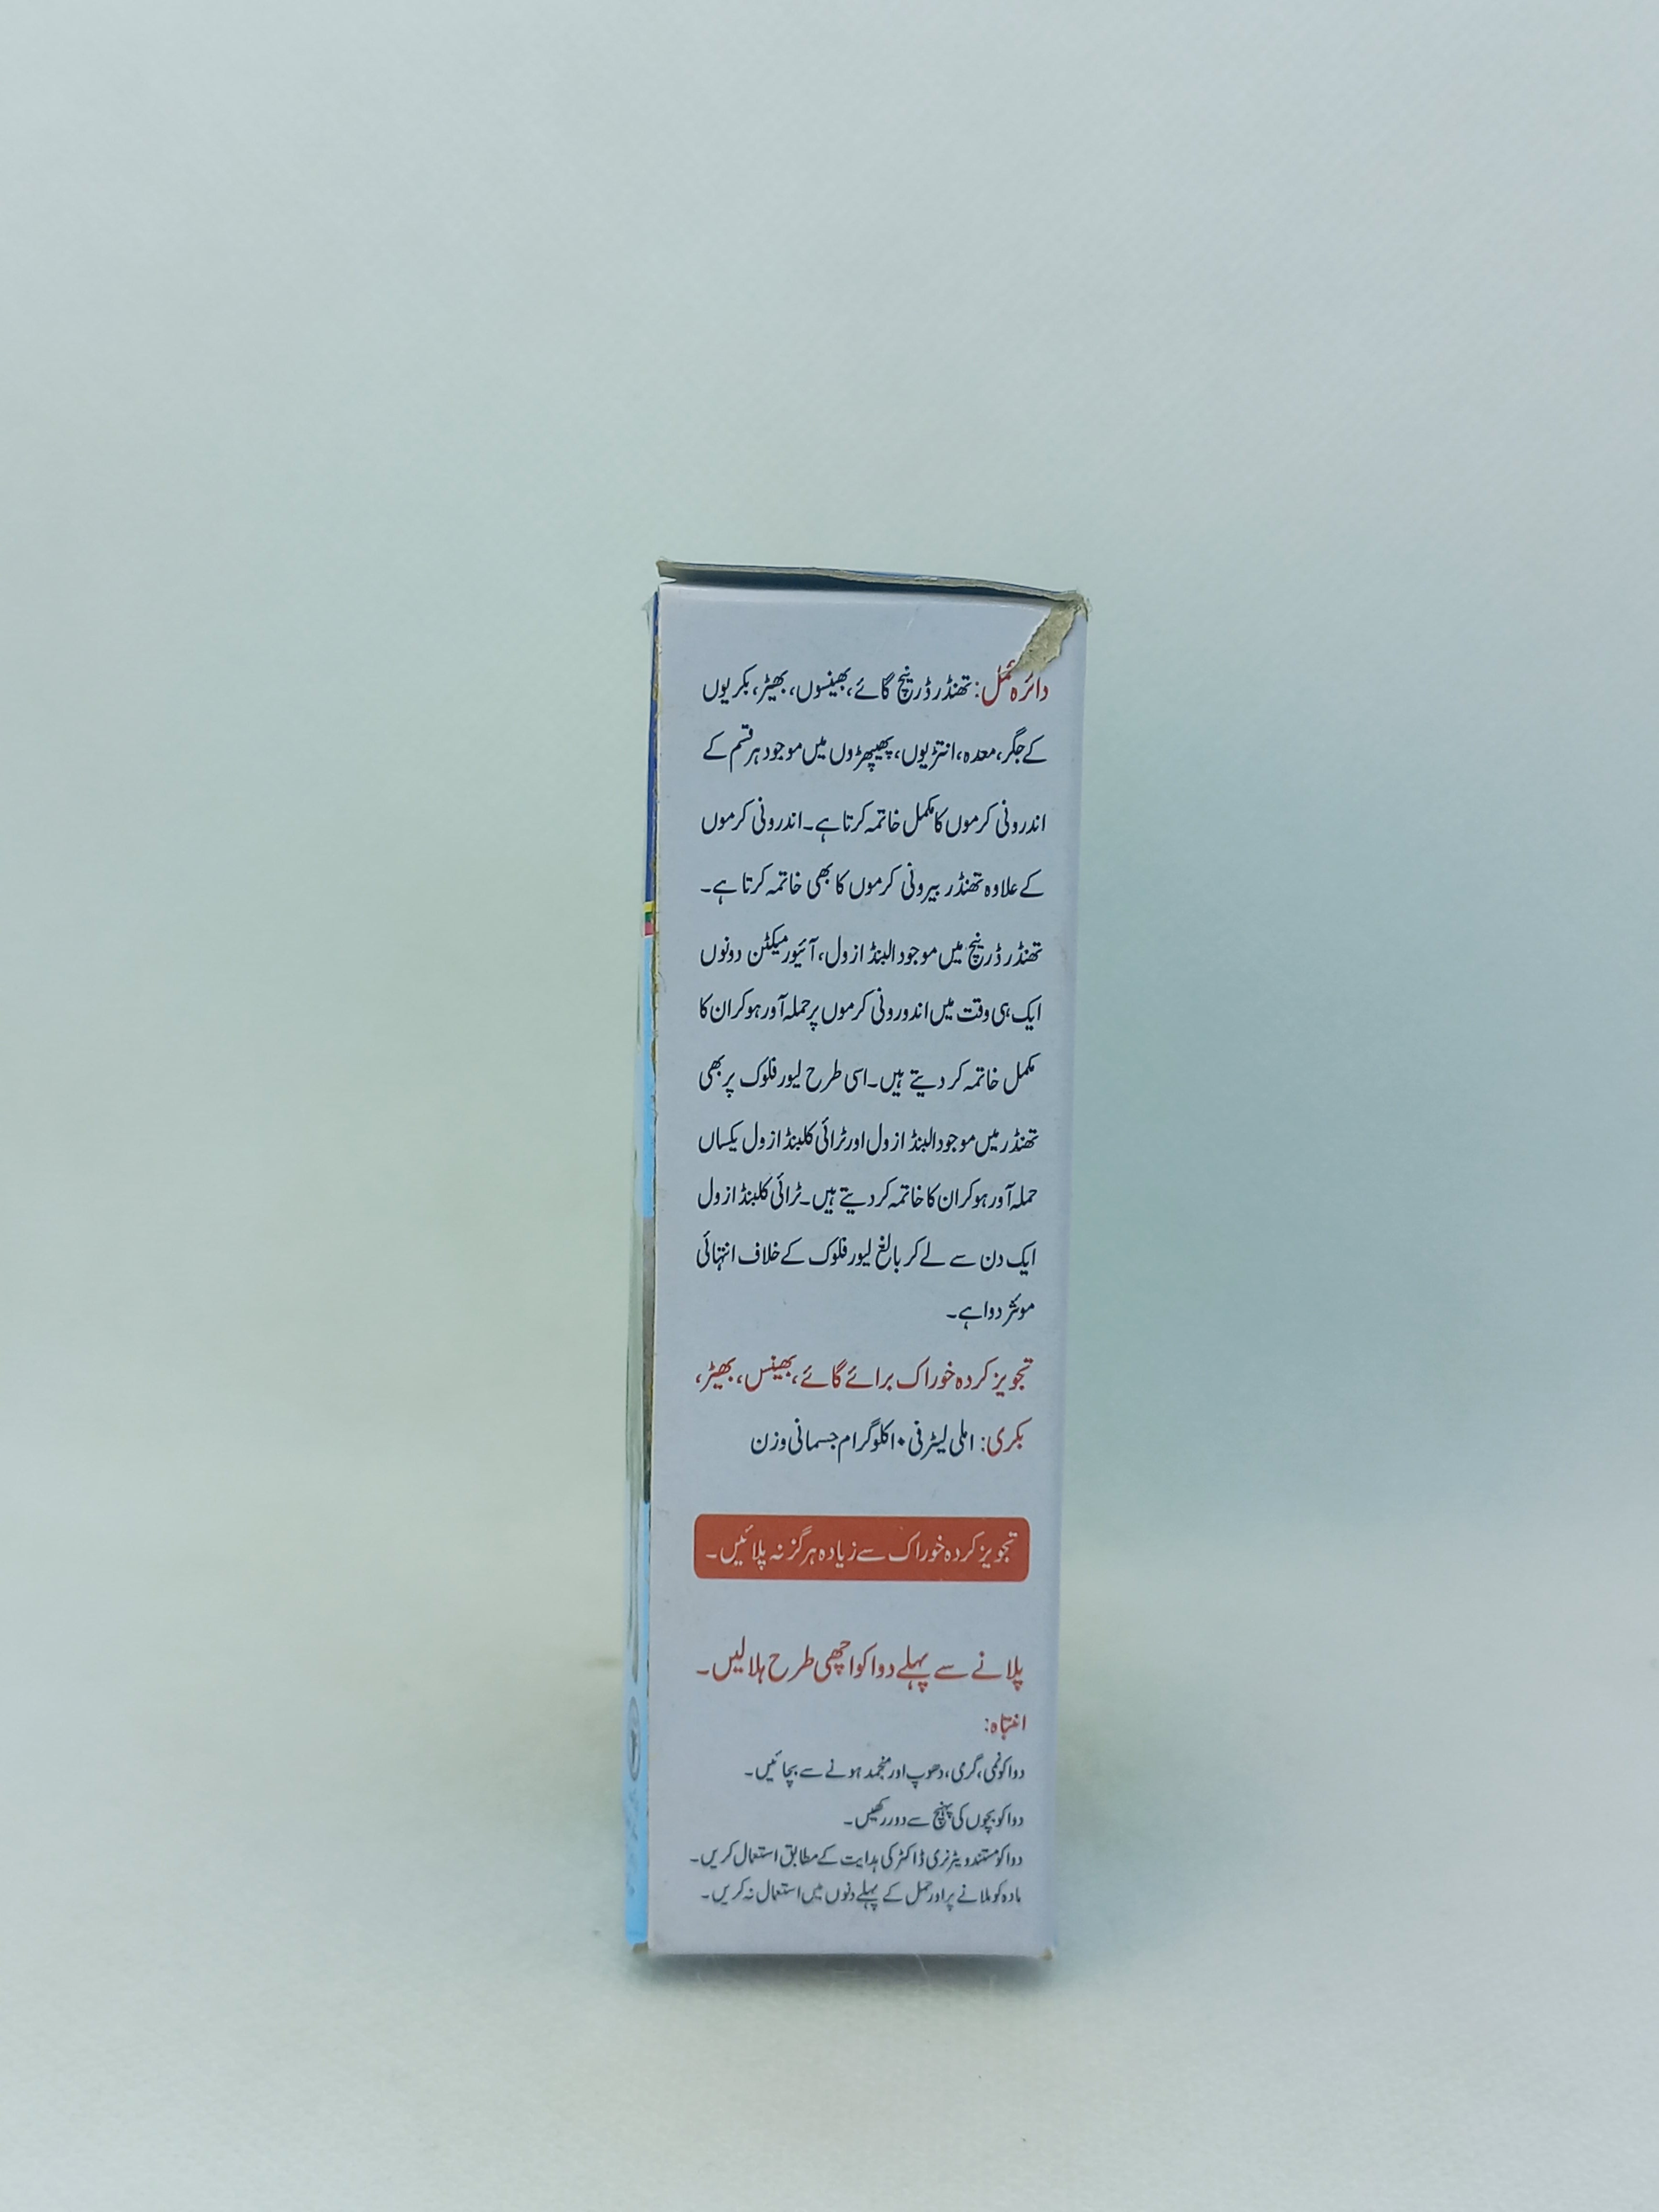 دائرہ عمل: تھنڈر ڈرینچ گائے، بھینسوں، بھیڑ، بکریوں
کے جگر، معدہ، انتڑیوں، پھیپھڑوں میں موجود ہر قسم کے
اندرونی کرموں کا مکمل خاتمہ کرتا ہے۔ اندرونی کرموں
کے علاوہ تھنڈر بیرونی کرموں کا بھی خاتمہ کرتا ہے۔
تھنڈر ڈرینچ میں موجود البنڈازول، آئیورمیکٹن دونوں
ایک ہی وقت میں اندورونی کرموں پر حملہ آور ہو کر ان کا
مکمل خاتمہ کر دیتے ہیں۔ اسی طرح لیور فلوک پر بھی
تھنڈر میں موجود البنڈازول اور ٹرائی کلبنڈازول یکساں
حملہ آور ہو کر ان کا خاتمہ کر دیتے ہیں۔ ٹرائی کلبنڈازول
ایک دن سے لے کر بالغ لیور فلوک کے خلاف انتہائی
موئثر دوا ہے۔
تجویز کردہ خوراک برائے گائے، بھینس، بھیڑ،
بکری: ۱ملی لیٹر فی ۱۰کلوگرام جسمانی وزن
تجویز کردہ خوراک سے زیادہ ہرگز نہ پلائیں۔
پلانے سے پہلے دوا کو اچھی طرح ہلا لیں۔
انتباہ:
دوا کو نمی، گرمی، دھوپ اور منجمد ہونے سے بچائیں۔
دوا کو بچوں کی پہنچ سے دور رکھیں۔
دوا کو مستند ویٹرنری ڈاکٹر کی ہدایت کے مطابق استعمال کریں۔
مادہ کو ملانے پر اور حمل کے پہلے دنوں میں استعمال نہ کریں۔